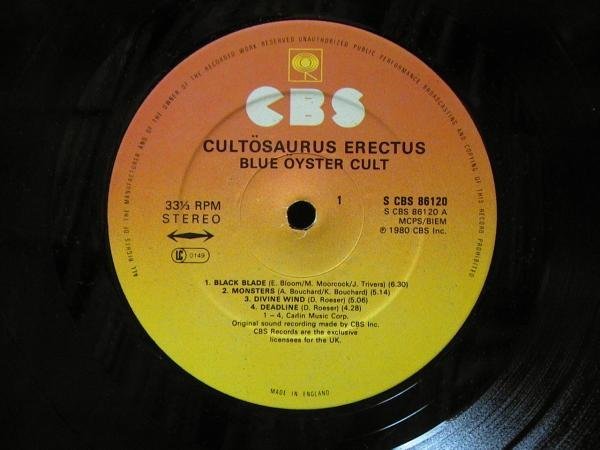 ALL RIGHTS OF THE MANUFACTURER AND OF THE OWNER OF THE RECORDED WORK RESERVED UNAUTHORIZED PUBLIC PERFORMANCE BROADCASTING AND COPYING OF THIS RECORD PROHIBITED
CBS
CULTÖSAURUS ERECTUS
BLUE ÖYSTER CULT
33⅓ RPM
STEREO
1
S CBS 86120
S CBS 86120 A
MCPS/BIEM
℗ 1980 CBS Inc.
LC 0149
1. BLACK BLADE (E. Bloom/M. Moorcock/J. Trivers) (6.30)
2. MONSTERS (A. Bouchard/K. Bouchard) (5.14)
3. DIVINE WIND (D. Roeser) (5.06)
4. DEADLINE (D. Roeser) (4.28)
1 – 4, Carlin Music Corp.
Original sound recording made by CBS Inc.
CBS Records are the exclusive
licensees for the UK.
MADE IN ENGLAND